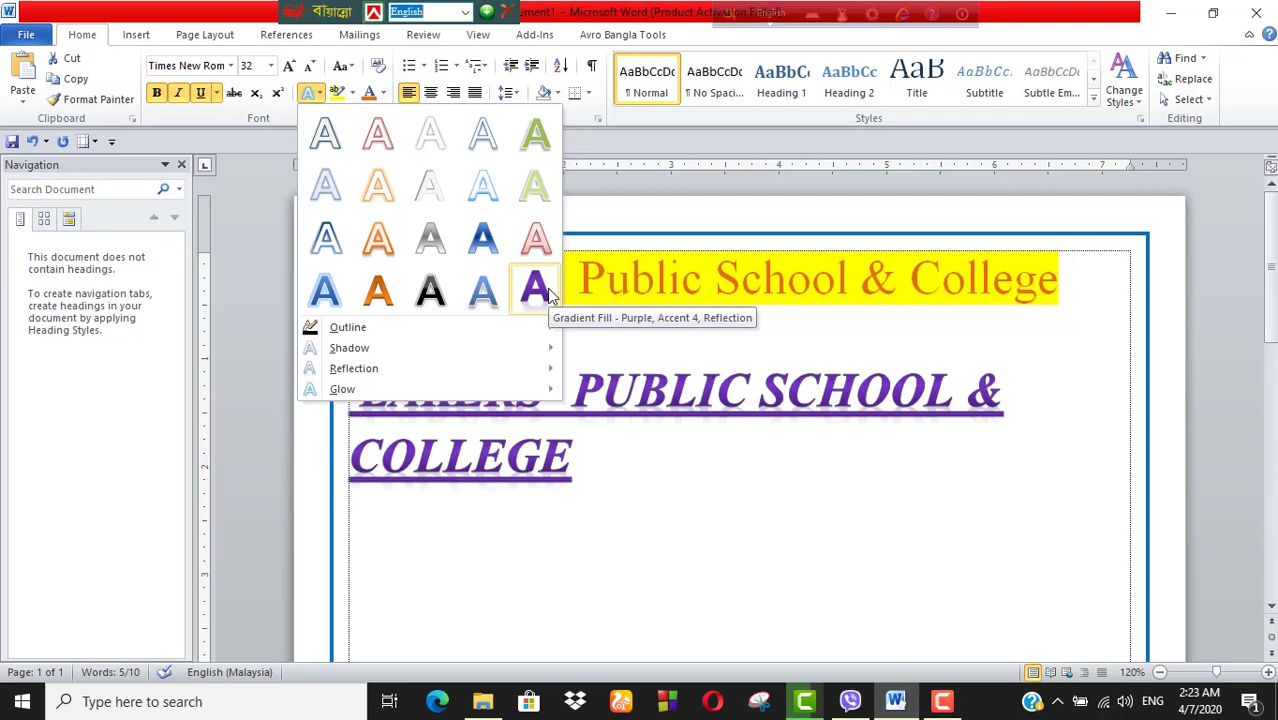 বায়ান্নো English Document1 - Microsoft Word (Product Activation Failed) English
File Home Insert Page Layout References Mailings Review View Add-Ins Avro Bangla Tools
Paste Cut Copy Format Painter Clipboard
Times New Rom 32 Aa Font
AaBbCcDc Normal AaBbCcDc No Spaci... AaBbCc Heading 1 AaBbCc Heading 2 AaB Title AaBbCc. Subtitle AaBbCcDc Subtle Em... Change Styles Styles
Find Replace Select Editing
Navigation
Search Document
This document does
not contain headings.
To create navigation tabs,
create headings in your
document by applying
Heading Styles.
Outline
Shadow
Reflection
Glow
Gradient Fill - Purple, Accent 4, Reflection
Public School & College
PUBLIC SCHOOL &
COLLEGE
Page: 1 of 1 Words: 5/10 English (Malaysia) 120%
Type here to search ENG 2:23 AM
4/7/2020